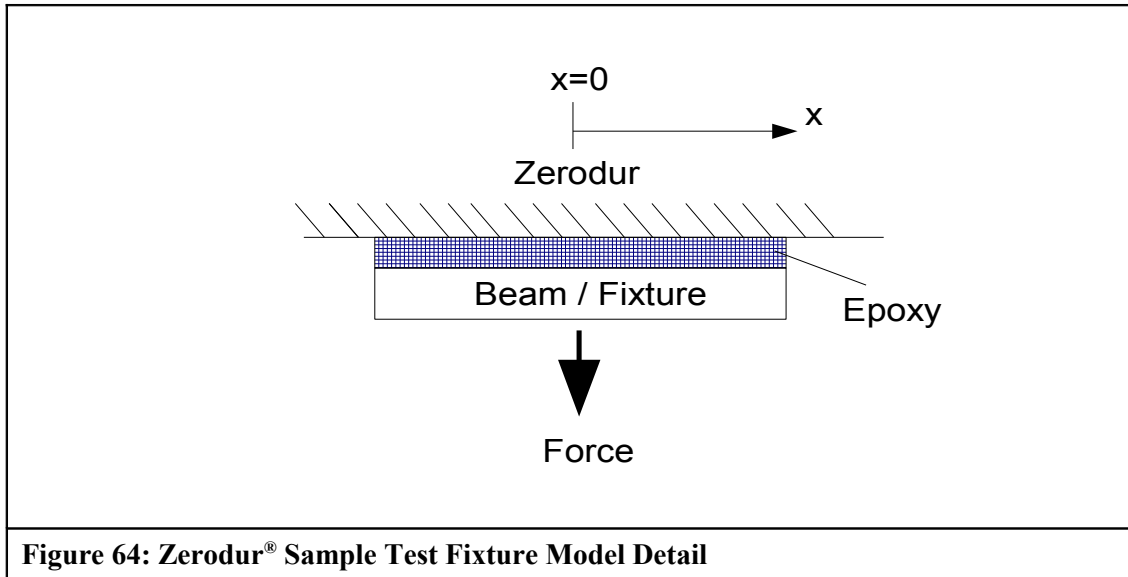 x=0
x
Zerodur
Beam / Fixture
Epoxy
Force
Figure 64: Zerodur® Sample Test Fixture Model Detail